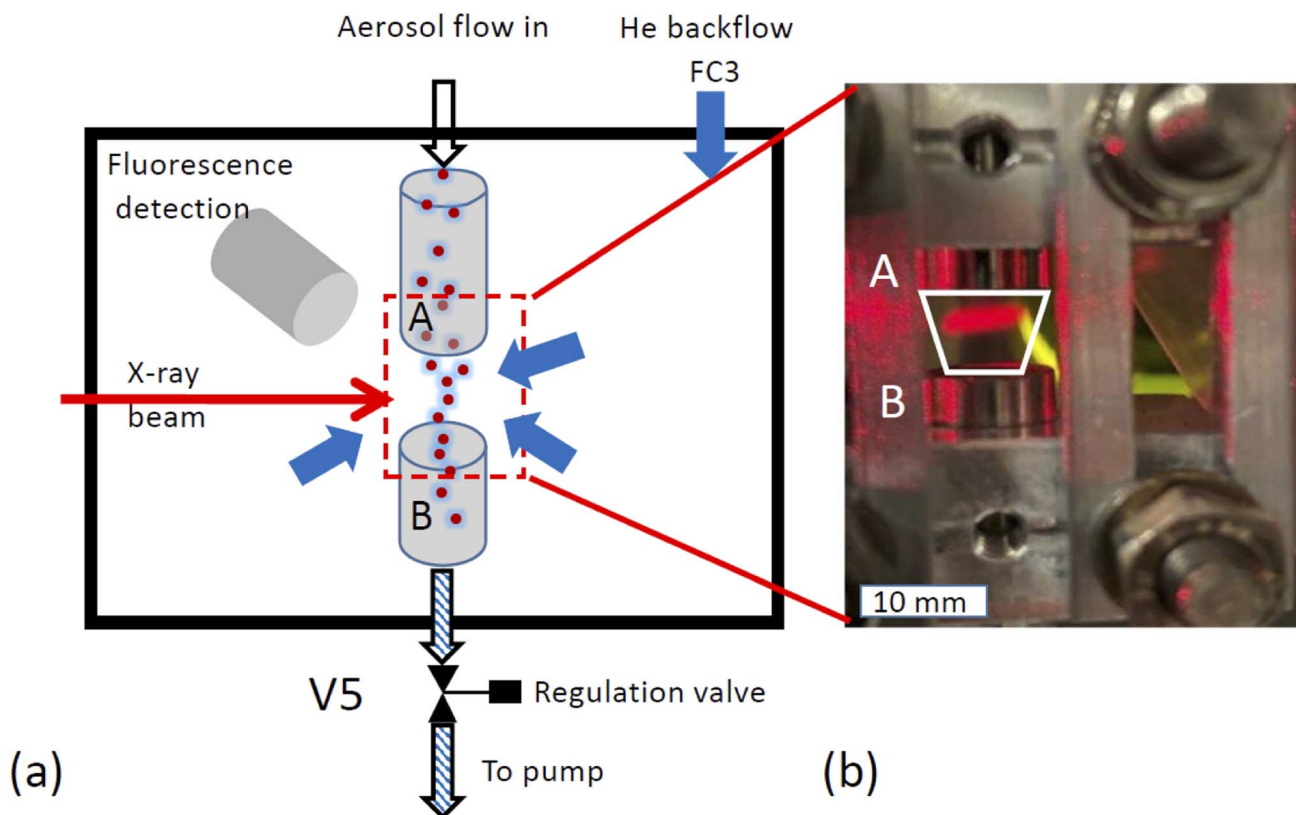 Aerosol flow in
He backflow
FC3
Fluorescence
detection
A
X-ray
beam
B
V5
Regulation valve
To pump
(a)
A
B
10 mm
(b)